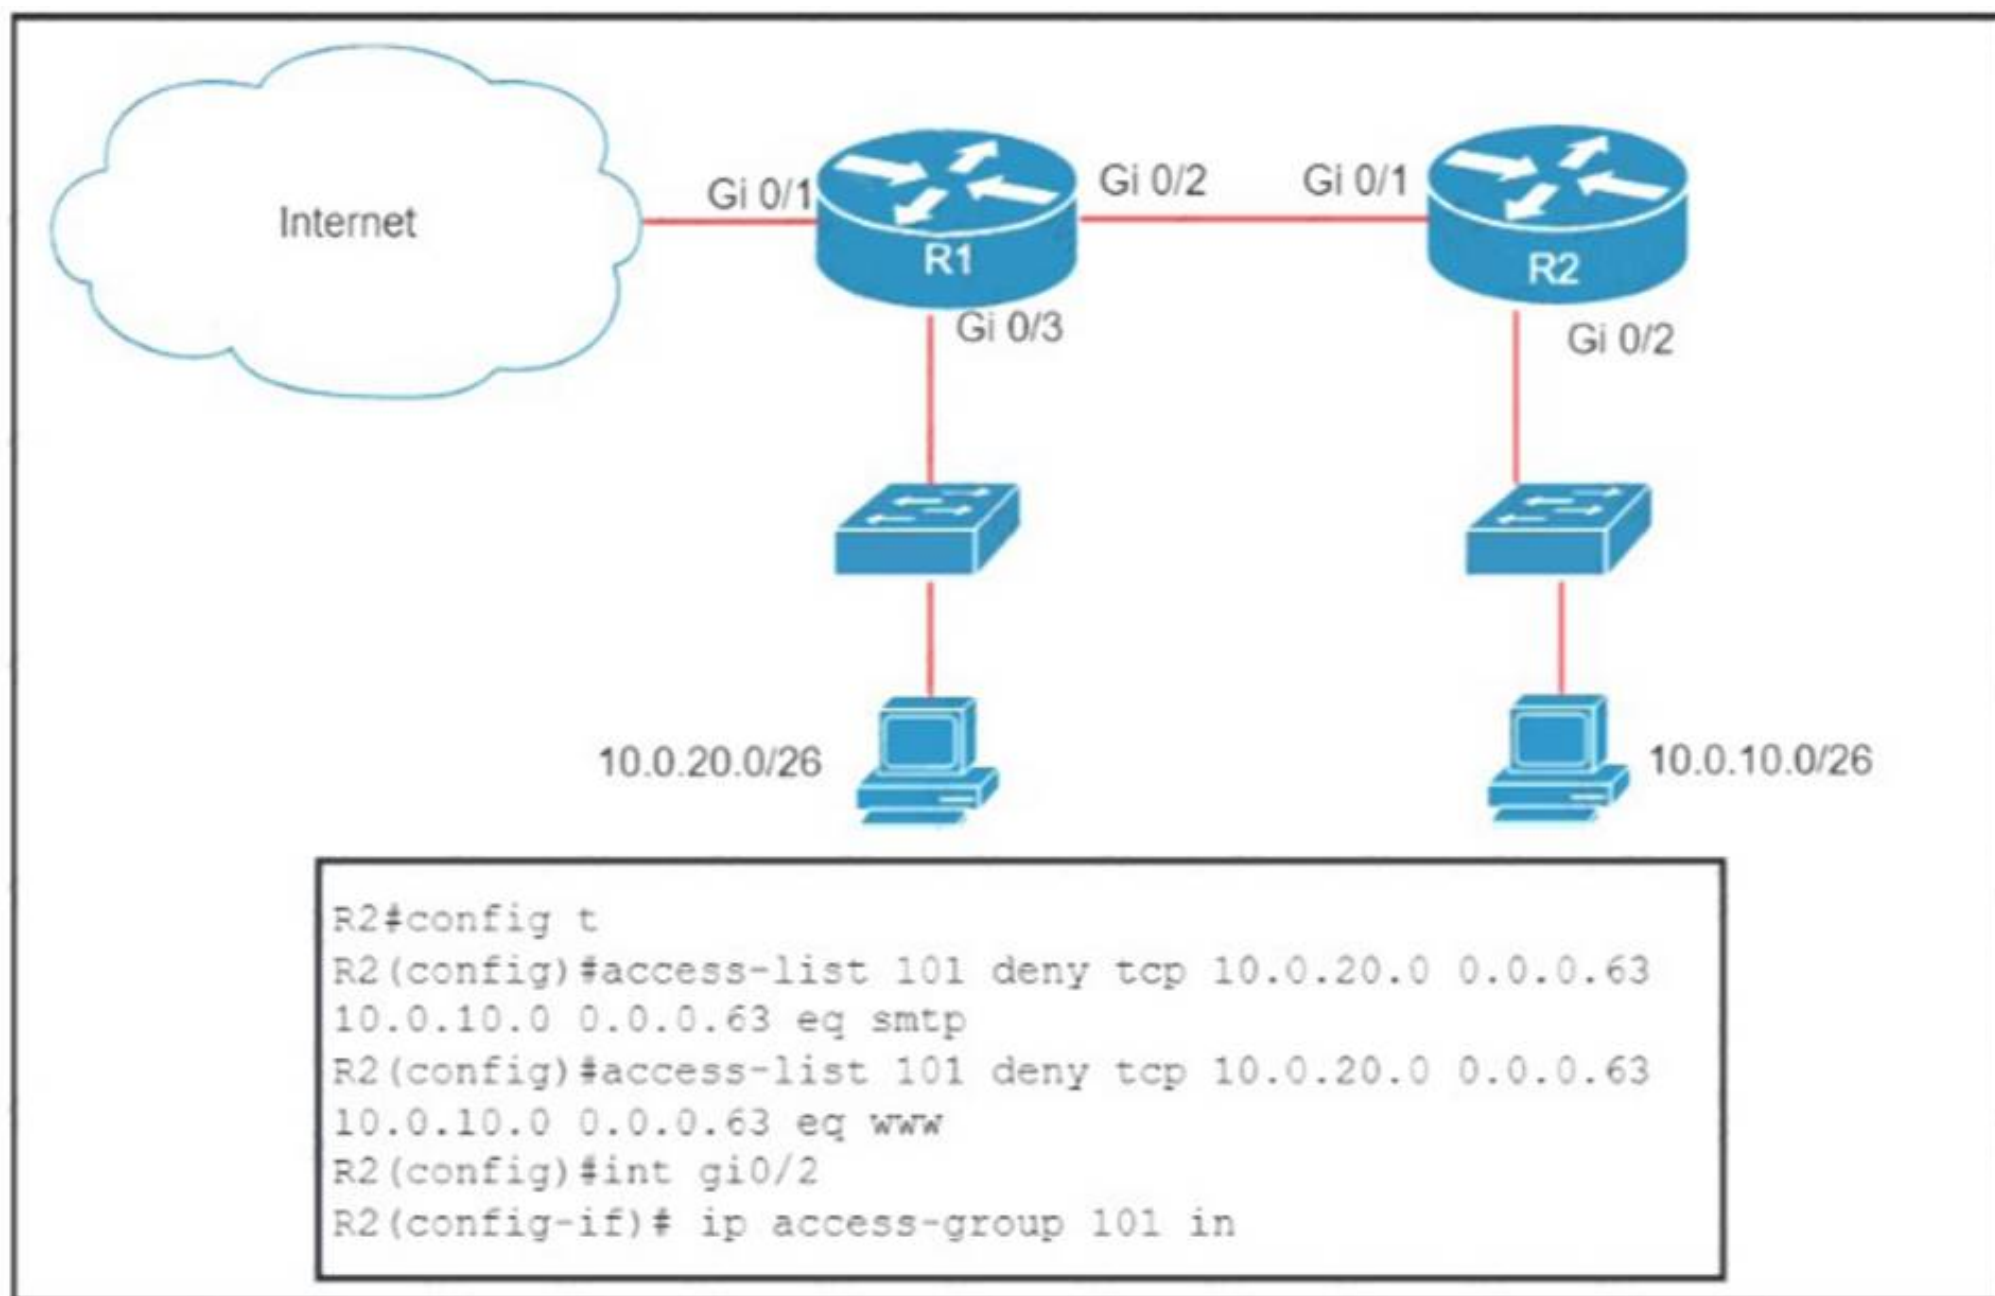 Internet
Gi 0/1
R1
Gi 0/2
Gi 0/1
R2
Gi 0/3
Gi 0/2
10.0.20.0/26
10.0.10.0/26
R2#config t
R2(config)#access-list 101 deny tcp 10.0.20.0 0.0.0.63
10.0.10.0 0.0.0.63 eq smtp
R2(config)#access-list 101 deny tcp 10.0.20.0 0.0.0.63
10.0.10.0 0.0.0.63 eq www
R2(config)#int gi0/2
R2(config-if)# ip access-group 101 in